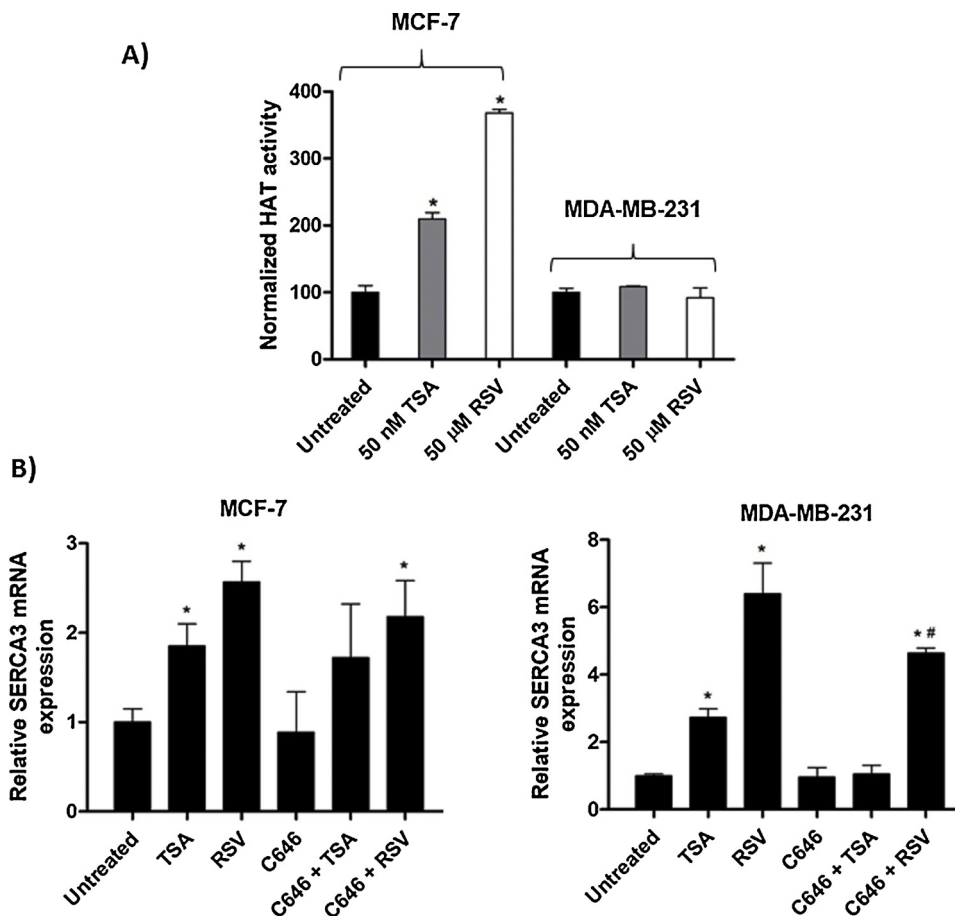 A)
MCF-7
Normalized HAT activity
400
300
200
100
0
*
*
MDA-MB-231
Untreated
50 nM TSA
50 μM RSV
Untreated
50 nM TSA
50 μM RSV
B)
MCF-7
Relative SERCA3 mRNA
expression
3
2
1
0
*
*
*
Untreated
TSA
RSV
C646
C646 + TSA
C646 + RSV
MDA-MB-231
Relative SERCA3 mRNA
expression
8
6
4
2
0
*
*
* #
Untreated
TSA
RSV
C646
C646 + TSA
C646 + RSV